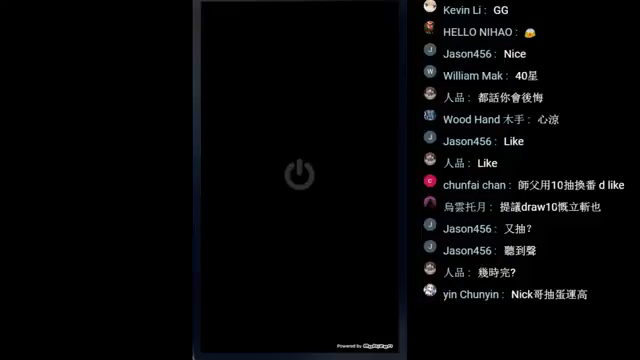 Kevin Li : GG
HELLO NIHAO : 😱
Jason456 : Nice
William Mak : 40星
人品 : 都話你會後悔
Wood Hand 木手 : 心涼
Jason456 : Like
人品 : Like
chunfai chan : 師父用10抽換番 d like
烏雲托月 : 提議draw10慨立斬也
Jason456 : 又抽?
Jason456 : 聽到聲
人品 : 幾時完?
yin Chunyin : Nick哥抽蛋運高
Powered by